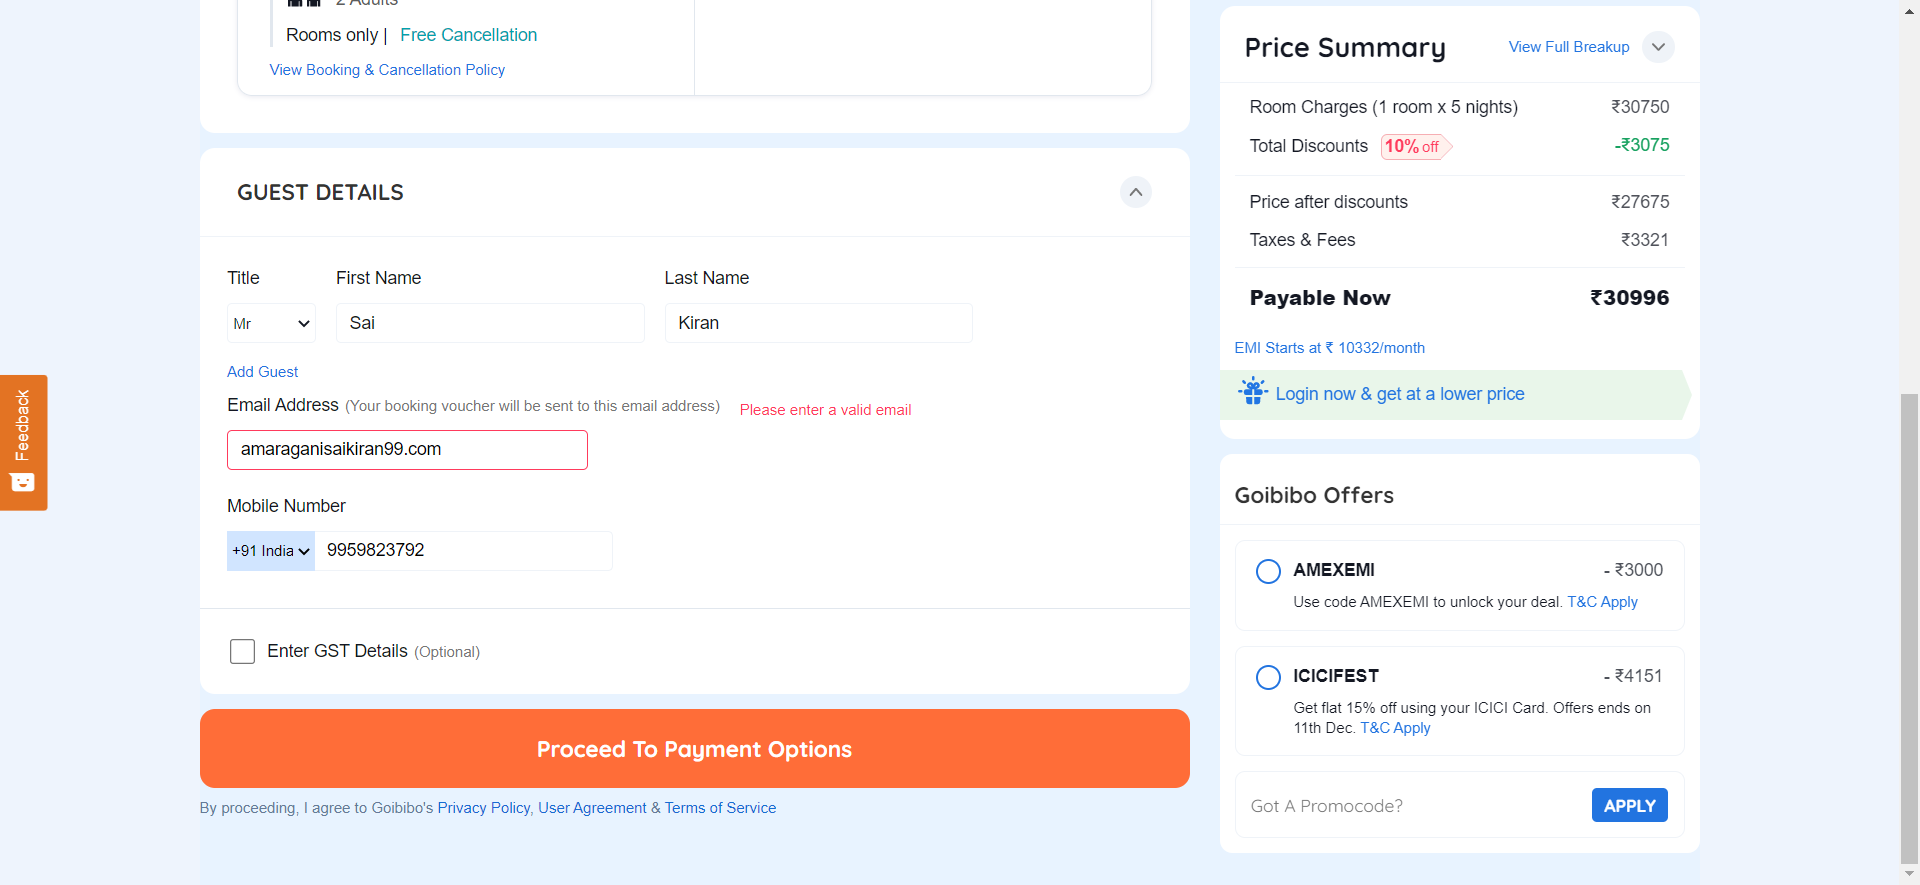 2 Adults
Rooms only | Free Cancellation
View Booking & Cancellation Policy
GUEST DETAILS
Title First Name Last Name
Mr Sai Kiran
Add Guest
Email Address (Your booking voucher will be sent to this email address) Please enter a valid email
amaraganisaikiran99.com
Mobile Number
+91 India 9959823792
Enter GST Details (Optional)
Proceed To Payment Options
By proceeding, I agree to Goibibo's Privacy Policy, User Agreement & Terms of Service
Feedback
Price Summary View Full Breakup
Room Charges (1 room x 5 nights) ₹30750
Total Discounts 10% off -₹3075
Price after discounts ₹27675
Taxes & Fees ₹3321
Payable Now ₹30996
EMI Starts at ₹ 10332/month
Login now & get at a lower price
Goibibo Offers
AMEXEMI - ₹3000
Use code AMEXEMI to unlock your deal. T&C Apply
ICICIFEST - ₹4151
Get flat 15% off using your ICICI Card. Offers ends on
11th Dec. T&C Apply
Got A Promocode? APPLY